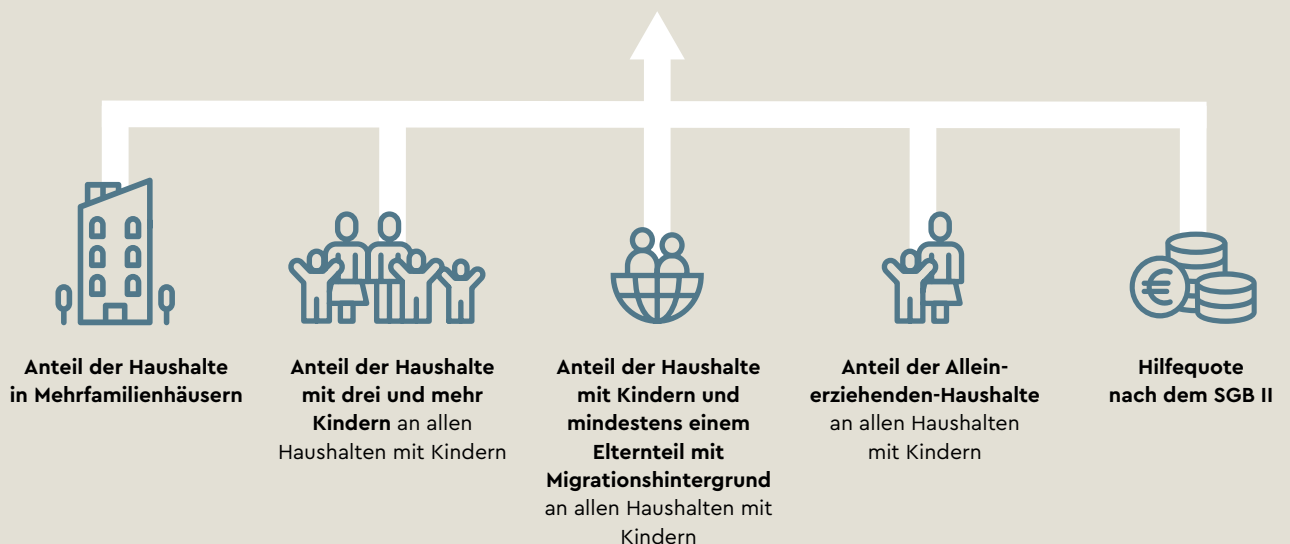 Anteil der Haushalte
in Mehrfamilienhäusern
Anteil der Haushalte
mit drei und mehr
Kindern an allen
Haushalten mit Kindern
Anteil der Haushalte
mit Kindern und
mindestens einem
Elternteil mit
Migrationshintergrund
an allen Haushalten mit
Kindern
Anteil der Allein-
erziehenden-Haushalte
an allen Haushalten
mit Kindern
€
Hilfequote
nach dem SGB II